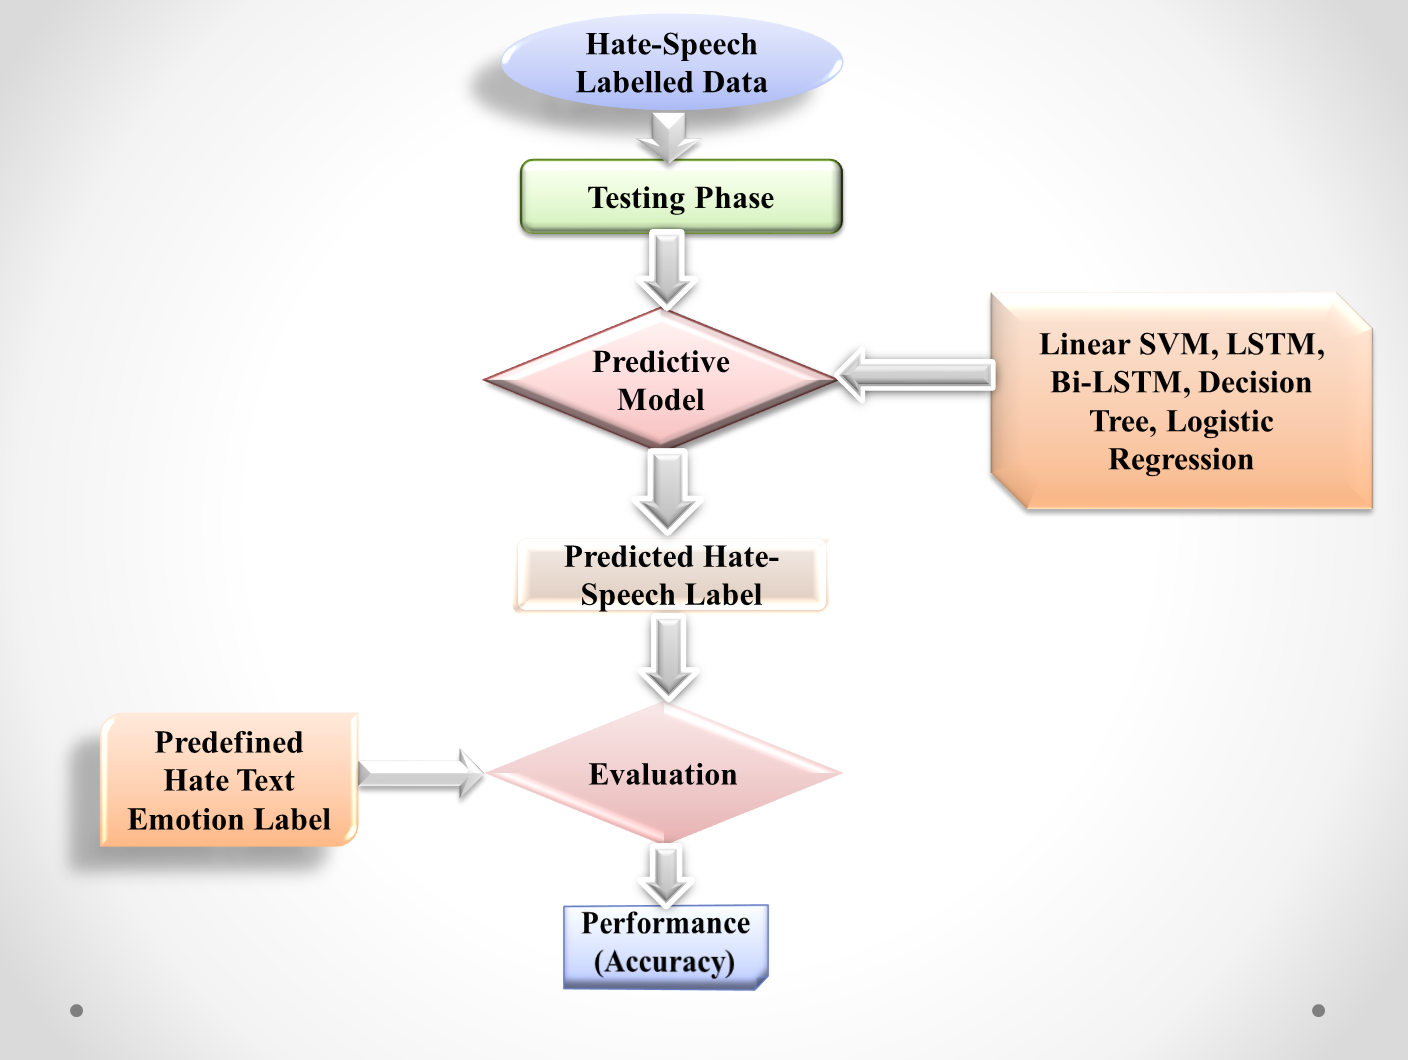 Hate-Speech
Labelled Data
Testing Phase
Predictive
Model
Linear SVM, LSTM,
Bi-LSTM, Decision
Tree, Logistic
Regression
Predicted Hate-
Speech Label
Predefined
Hate Text
Emotion Label
Evaluation
Performance
(Accuracy)